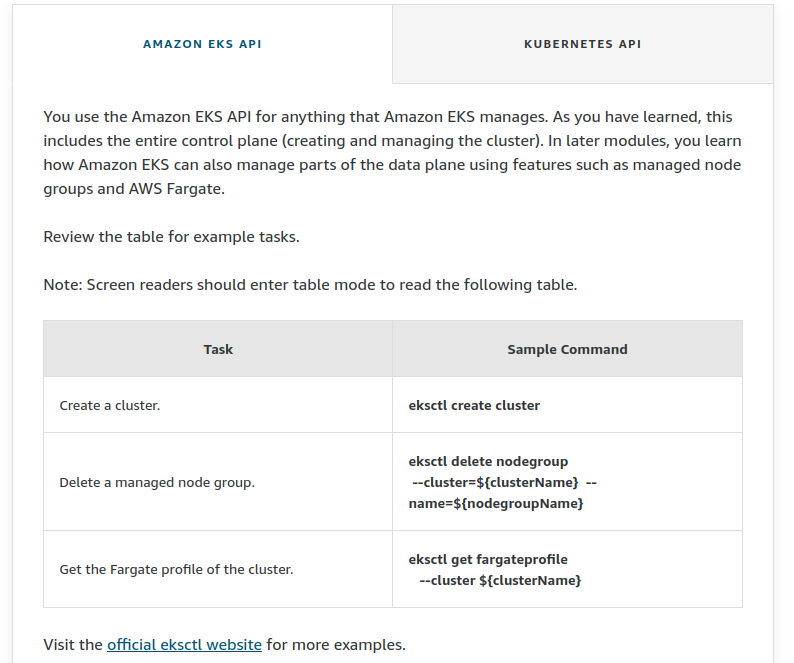 AMAZON EKS API
KUBERNETES API
You use the Amazon EKS API for anything that Amazon EKS manages. As you have learned, this
includes the entire control plane (creating and managing the cluster). In later modules, you learn
how Amazon EKS can also manage parts of the data plane using features such as managed node
groups and AWS Fargate.
Review the table for example tasks.
Note: Screen readers should enter table mode to read the following table.
Task
Sample Command
Create a cluster.
eksctl create cluster
Delete a managed node group.
eksctl delete nodegroup
--cluster=${clusterName} --
name=${nodegroupName}
Get the Fargate profile of the cluster.
eksctl get fargateprofile
--cluster ${clusterName}
Visit the official eksctl website for more examples.